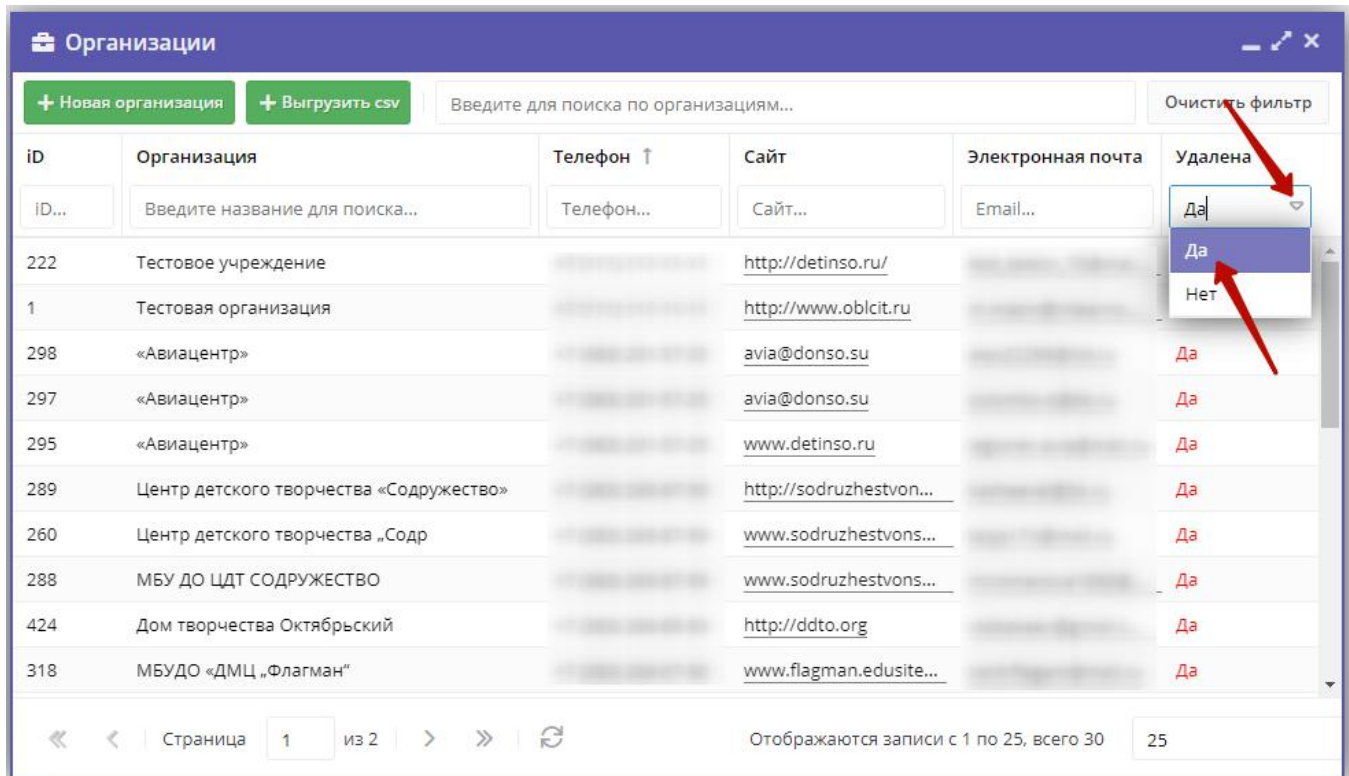 Организации
Новая организация Выгрузить csv Введите для поиска по организациям... Очистить фильтр
iD Организация Телефон Сайт Электронная почта Удалена
iD... Введите название для поиска... Телефон... Сайт... Email... Да
222 Тестовое учреждение http://detinso.ru/ Да
1 Тестовая организация http://www.oblcit.ru Нет
298 «Авиацентр» avia@donso.su Да
297 «Авиацентр» avia@donso.su Да
295 «Авиацентр» www.detinso.ru Да
289 Центр детского творчества «Содружество» http://sodruzhestvon... Да
260 Центр детского творчества „Содр www.sodruzhestvons... Да
288 МБУ ДО ЦДТ СОДРУЖЕСТВО www.sodruzhestvons... Да
424 Дом творчества Октябрьский http://ddto.org Да
318 МБУДО «ДМЦ „Флагман“ www.flagman.edusite... Да
Страница 1 из 2 Отображаются записи с 1 по 25, всего 30 25